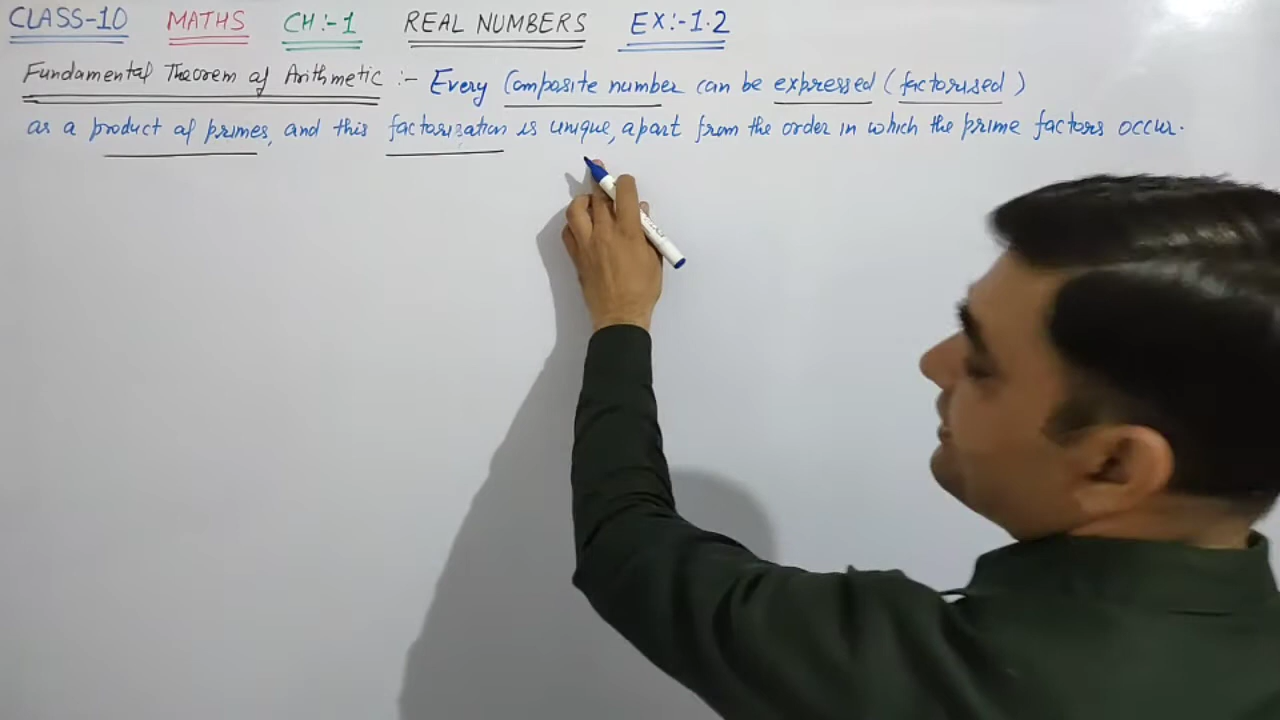 CLASS-10 MATHS CH:-1 REAL NUMBERS EX:-1.2
Fundamental Theorem of Arithmetic :- Every Composite number can be expressed (factorised)
as a product of primes, and this factorization is unique, apart from the order in which the prime factors occur.